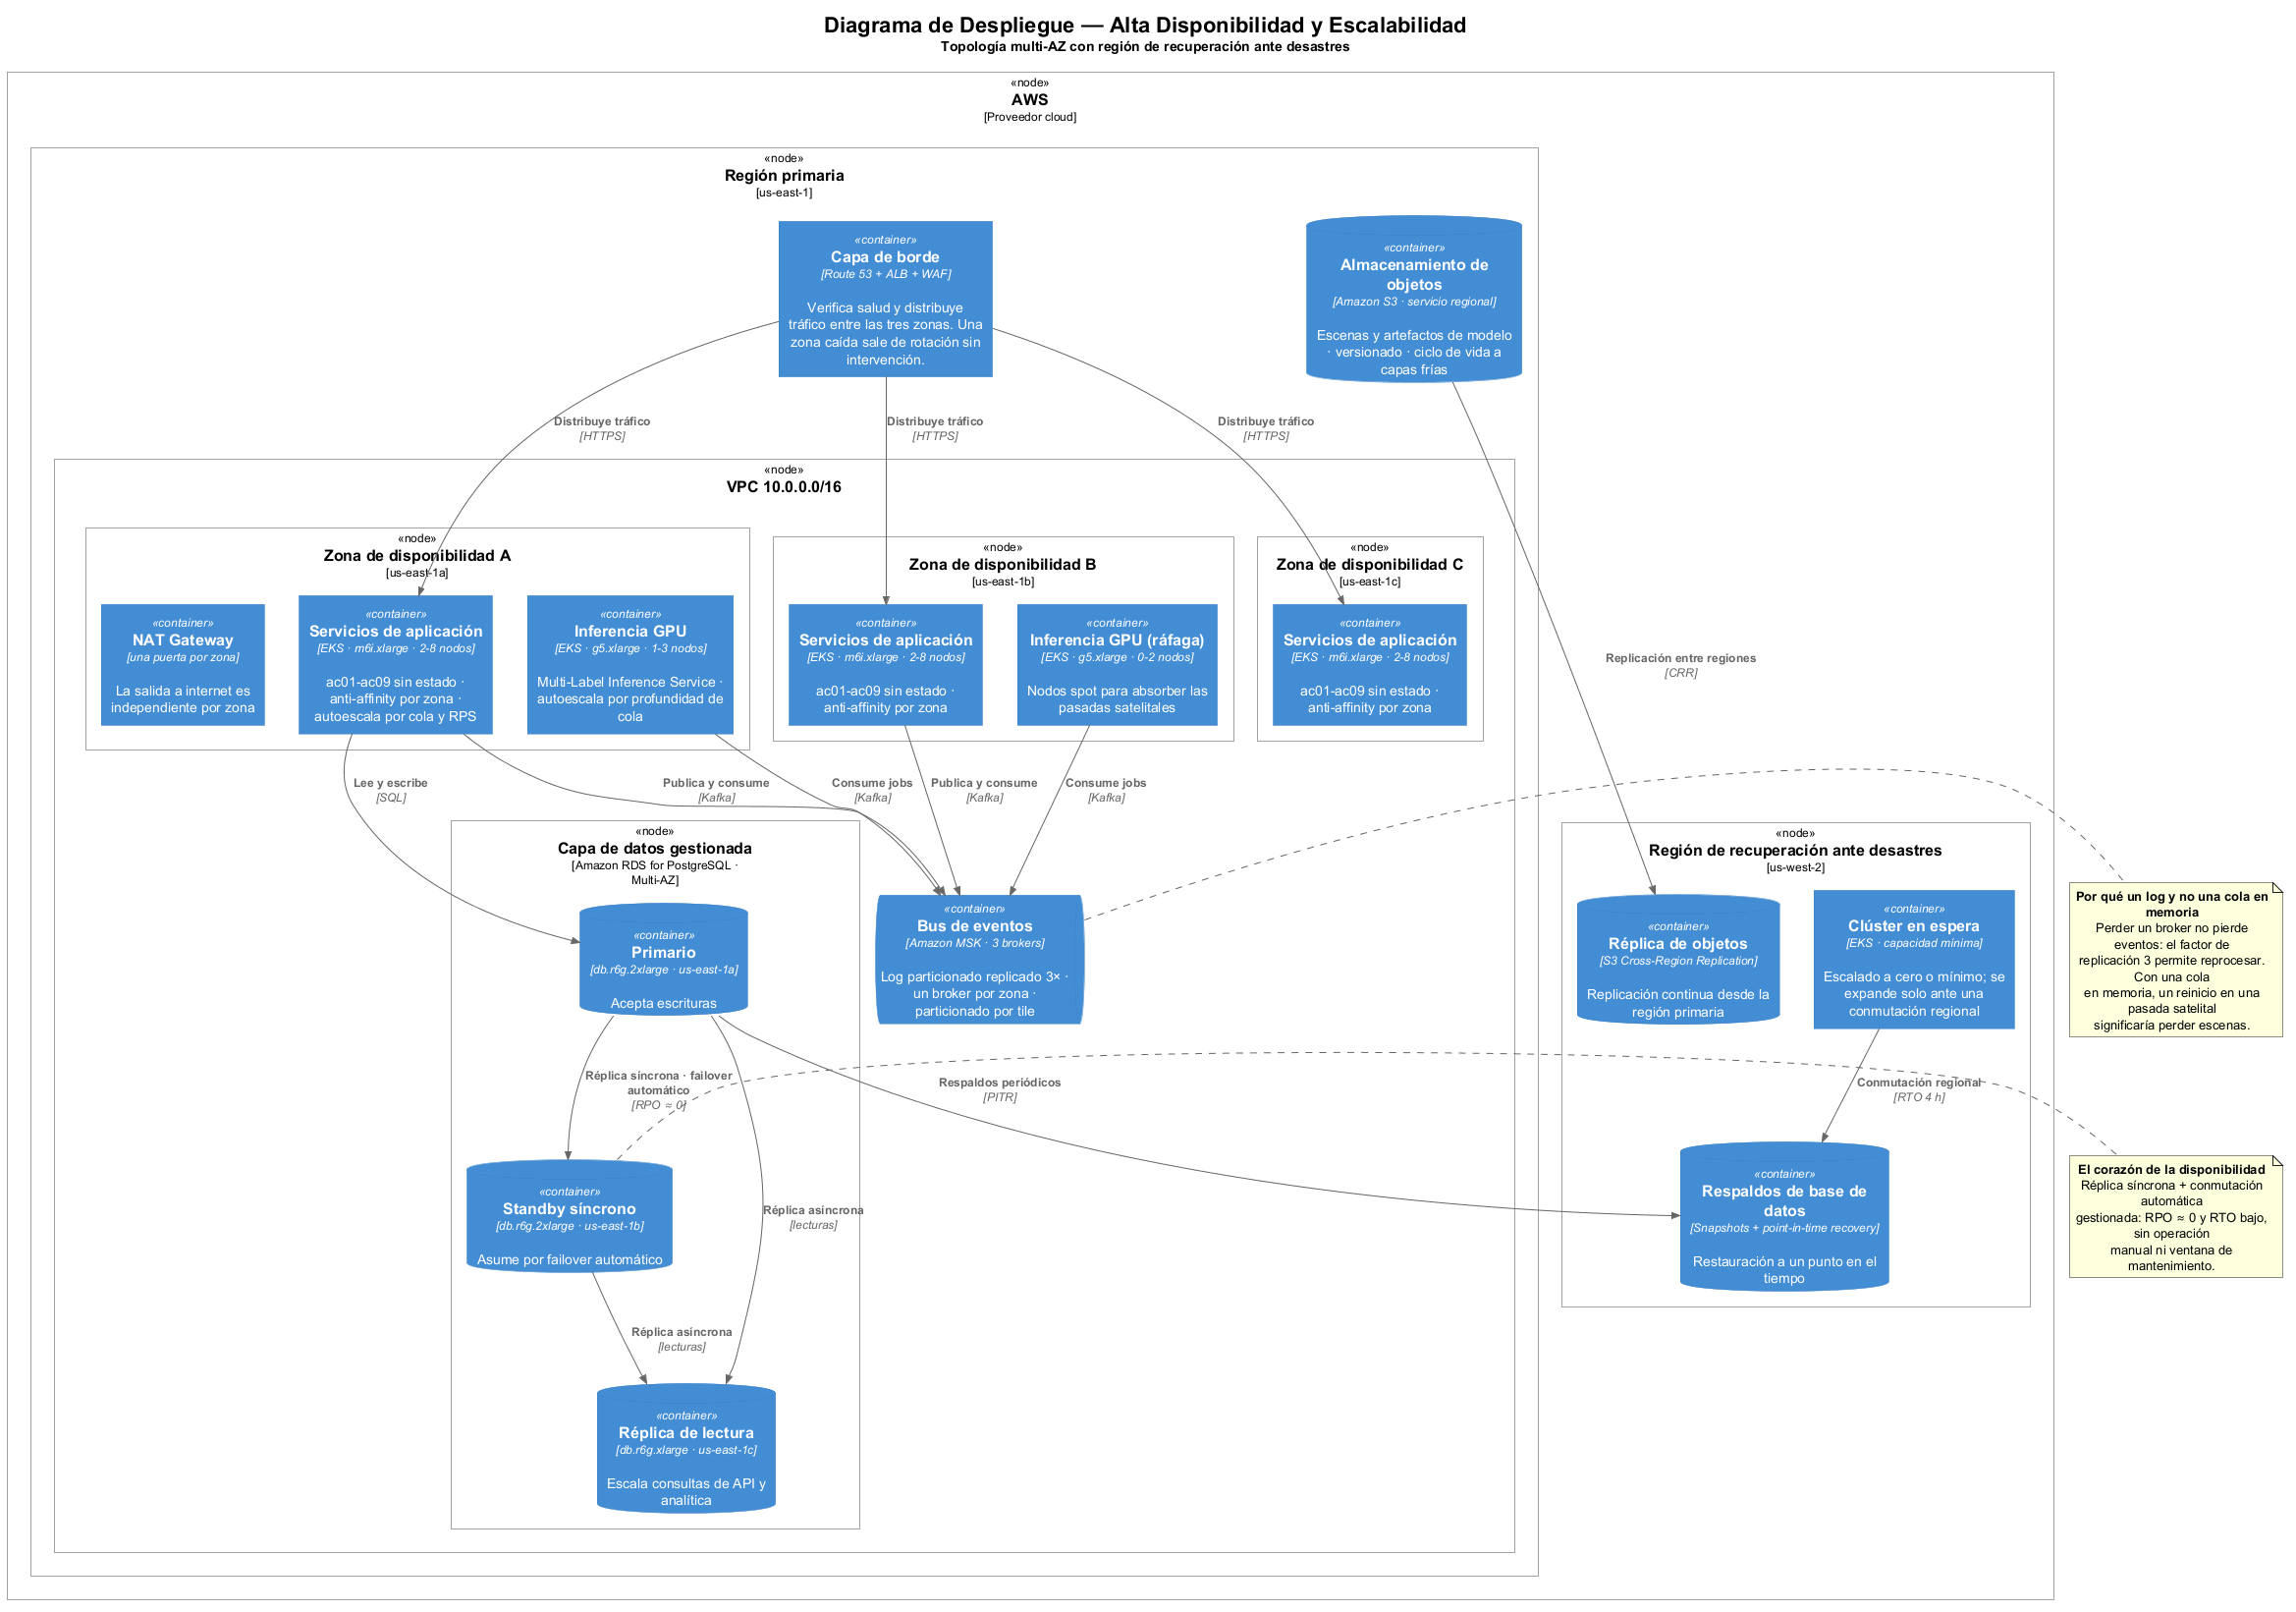 Diagrama de Despliegue — Alta Disponibilidad y Escalabilidad
Topología multi-AZ con región de recuperación ante desastres
«node»
AWS
[Proveedor cloud]
«node»
Región primaria
[us-east-1]
«container»
Capa de borde
[Route 53 + ALB + WAF]
Verifica salud y distribuye
tráfico entre las tres zonas. Una
zona caída sale de rotación sin
intervención.
«container»
Almacenamiento de
objetos
[Amazon S3 · servicio regional]
Escenas y artefactos de modelo
· versionado · ciclo de vida a
capas frías
Distribuye tráfico
[HTTPS]
Distribuye tráfico
[HTTPS]
Distribuye tráfico
[HTTPS]
«node»
VPC 10.0.0.0/16
«node»
Zona de disponibilidad A
[us-east-1a]
«container»
NAT Gateway
[una puerta por zona]
La salida a internet es
independiente por zona
«container»
Servicios de aplicación
[EKS · m6i.xlarge · 2-8 nodos]
ac01-ac09 sin estado ·
anti-affinity por zona ·
autoescala por cola y RPS
«container»
Inferencia GPU
[EKS · g5.xlarge · 1-3 nodos]
Multi-Label Inference Service ·
autoescala por profundidad de
cola
«node»
Zona de disponibilidad B
[us-east-1b]
«container»
Servicios de aplicación
[EKS · m6i.xlarge · 2-8 nodos]
ac01-ac09 sin estado ·
anti-affinity por zona
«container»
Inferencia GPU (ráfaga)
[EKS · g5.xlarge · 0-2 nodos]
Nodos spot para absorber las
pasadas satelitales
«node»
Zona de disponibilidad C
[us-east-1c]
«container»
Servicios de aplicación
[EKS · m6i.xlarge · 2-8 nodos]
ac01-ac09 sin estado ·
anti-affinity por zona
Replicación entre regiones
[CRR]
Lee y escribe
[SQL]
Publica y consume
[Kafka]
Consume jobs
[Kafka]
Publica y consume
[Kafka]
Consume jobs
[Kafka]
«node»
Capa de datos gestionada
[Amazon RDS for PostgreSQL ·
Multi-AZ]
«container»
Primario
[db.r6g.2xlarge · us-east-1a]
Acepta escrituras
«container»
Bus de eventos
[Amazon MSK · 3 brokers]
Log particionado replicado 3× ·
un broker por zona ·
particionado por tile
«node»
Región de recuperación ante desastres
[us-west-2]
«container»
Réplica de objetos
[S3 Cross-Region Replication]
Replicación continua desde la
región primaria
«container»
Clúster en espera
[EKS · capacidad mínima]
Escalado a cero o mínimo; se
expande solo ante una
conmutación regional
Por qué un log y no una cola en
memoria
Perder un broker no pierde
eventos: el factor de
replicación 3 permite reprocesar.
Con una cola
en memoria, un reinicio en una
pasada satelital
significaría perder escenas.
Réplica síncrona · failover
automático
[RPO ≈ 0]
Respaldos periódicos
[PITR]
Conmutación regional
[RTO 4 h]
«container»
Standby síncrono
[db.r6g.2xlarge · us-east-1b]
Asume por failover automático
Réplica asíncrona
[lecturas]
«container»
Respaldos de base de
datos
[Snapshots + point-in-time recovery]
Restauración a un punto en el
tiempo
El corazón de la disponibilidad
Réplica síncrona + conmutación
automática
gestionada: RPO ≈ 0 y RTO bajo,
sin operación
manual ni ventana de
mantenimiento.
Réplica asíncrona
[lecturas]
«container»
Réplica de lectura
[db.r6g.xlarge · us-east-1c]
Escala consultas de API y
analítica